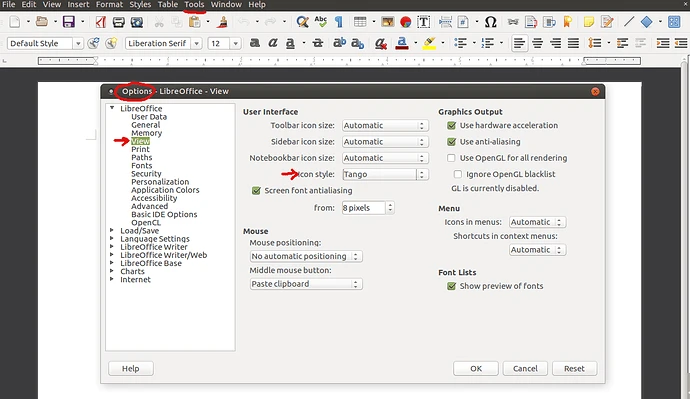 File Edit View Insert Format Styles Table Tools Window Help
Default Style Liberation Serif 12
Options - LibreOffice - View
LibreOffice
User Data
General
Memory
View
Print
Paths
Fonts
Security
Personalization
Application Colors
Accessibility
Advanced
Basic IDE Options
OpenCL
Load/Save
Language Settings
LibreOffice Writer
LibreOffice Writer/Web
LibreOffice Base
Charts
Internet
User Interface
Toolbar icon size: Automatic
Sidebar icon size: Automatic
Notebookbar icon size: Automatic
Icon style: Tango
Screen font antialiasing
from: 8 pixels
Mouse
Mouse positioning:
No automatic positioning
Middle mouse button:
Paste clipboard
Graphics Output
Use hardware acceleration
Use anti-aliasing
Use OpenGL for all rendering
Ignore OpenGL blacklist
GL is currently disabled.
Menu
Icons in menus: Automatic
Shortcuts in context menus:
Automatic
Font Lists
Show preview of fonts
Help OK Cancel Reset